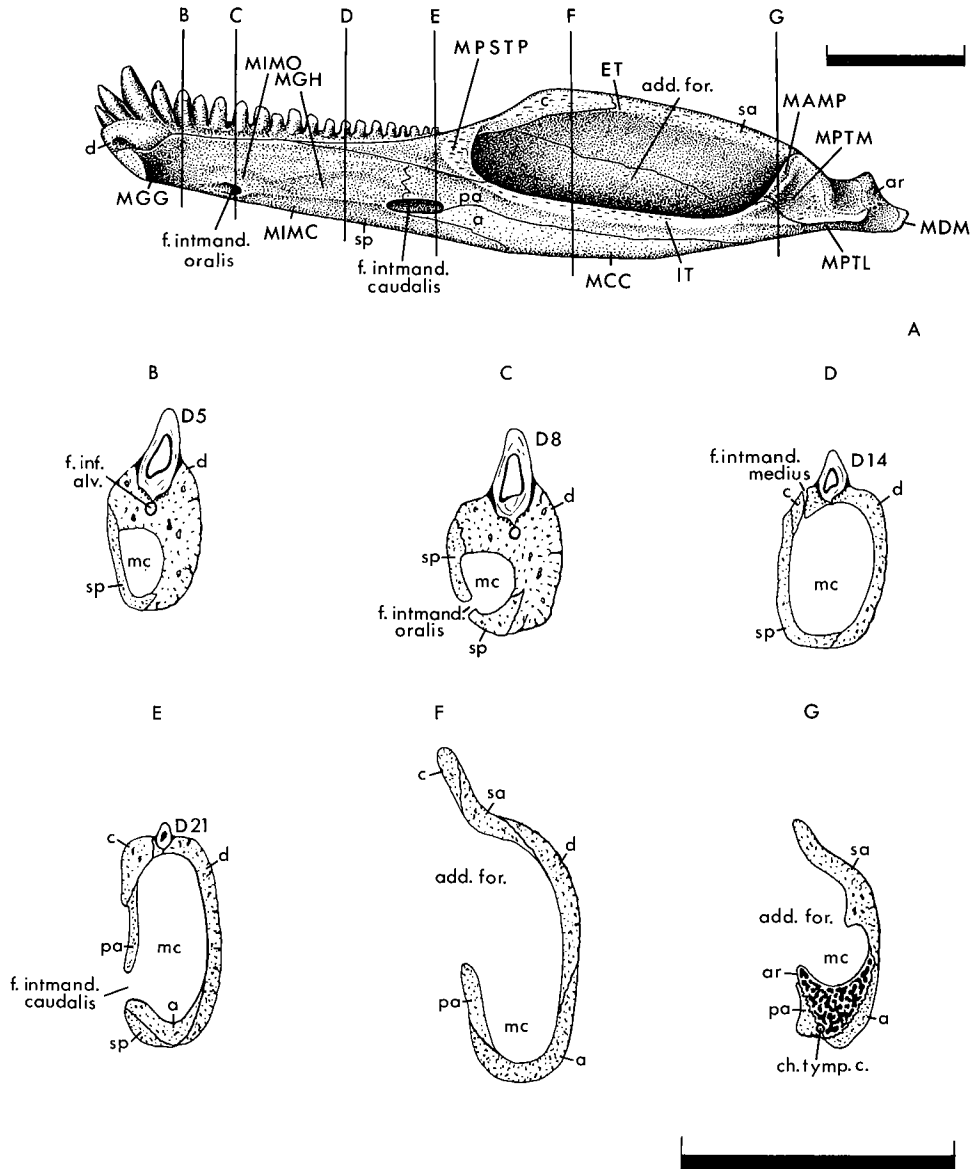 B C D E F G
MIMO
MGH
MPSTP
c
ET
add. for.
sa
MAMP
MPTM
ar
d
MGG
f. intmand.
oralis
MIMC
sp
f. intmand.
caudalis
pa
a
MCC
IT
MPTL
MDM
A
B
D5
f. inf.
alv.
d
mc
sp
C
D8
d
sp
mc
f. intmand.
oralis
sp
D
f. intmand.
medius
D14
c
d
mc
sp
E
c
D21
d
pa
mc
f. intmand.
caudalis
a
sp
F
c
sa
d
add. for.
pa
mc
a
G
sa
add. for.
mc
ar
pa
a
ch. tymp. c.